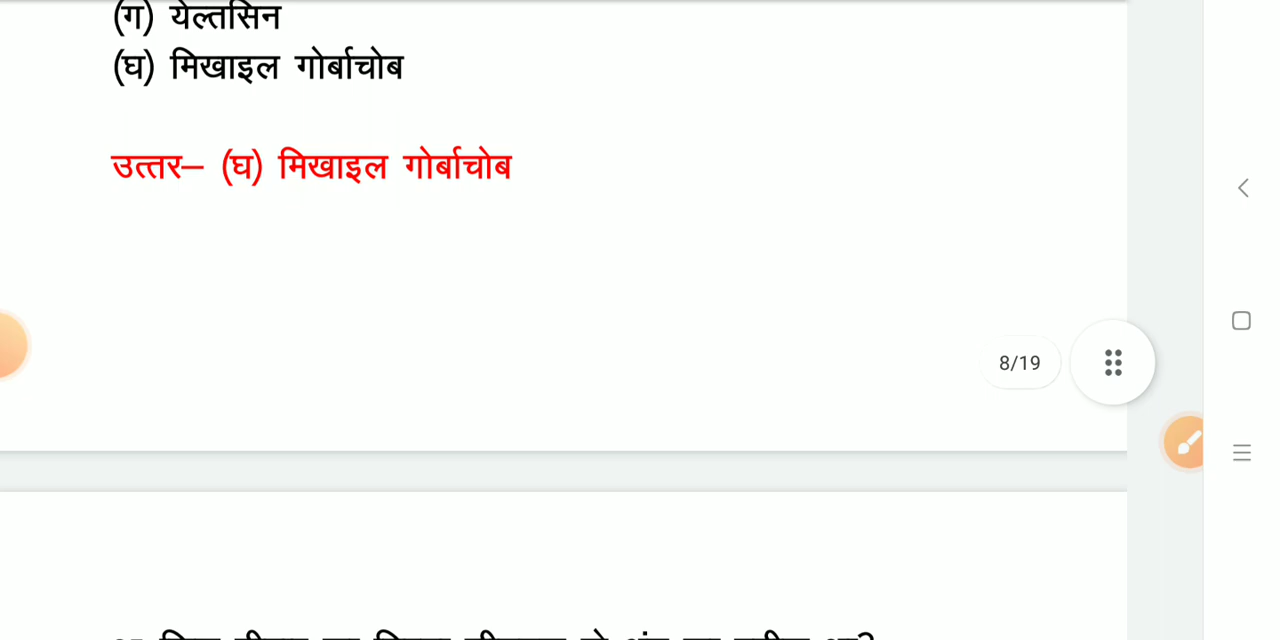 (ग) येल्तसिन
(घ) मिखाइल गोर्बाचोब
उत्तर– (घ) मिखाइल गोर्बाचोब
8/19